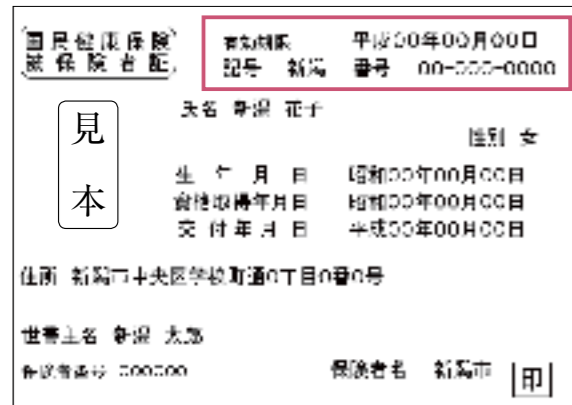 国民健康保険
被保険者証
有効期限 平成00年00月00日
記号 新潟 番号 00-000-0000
見本
氏名 新潟 花子
性別 女
生年月日 昭和00年00月00日
資格取得年月日 昭和00年00月00日
交付年月日 平成00年00月00日
住所 新潟市中央区学校町通0丁目0番0号
世帯主名 新潟 太郎
保険者番号 000000 保険者名 新潟市 印